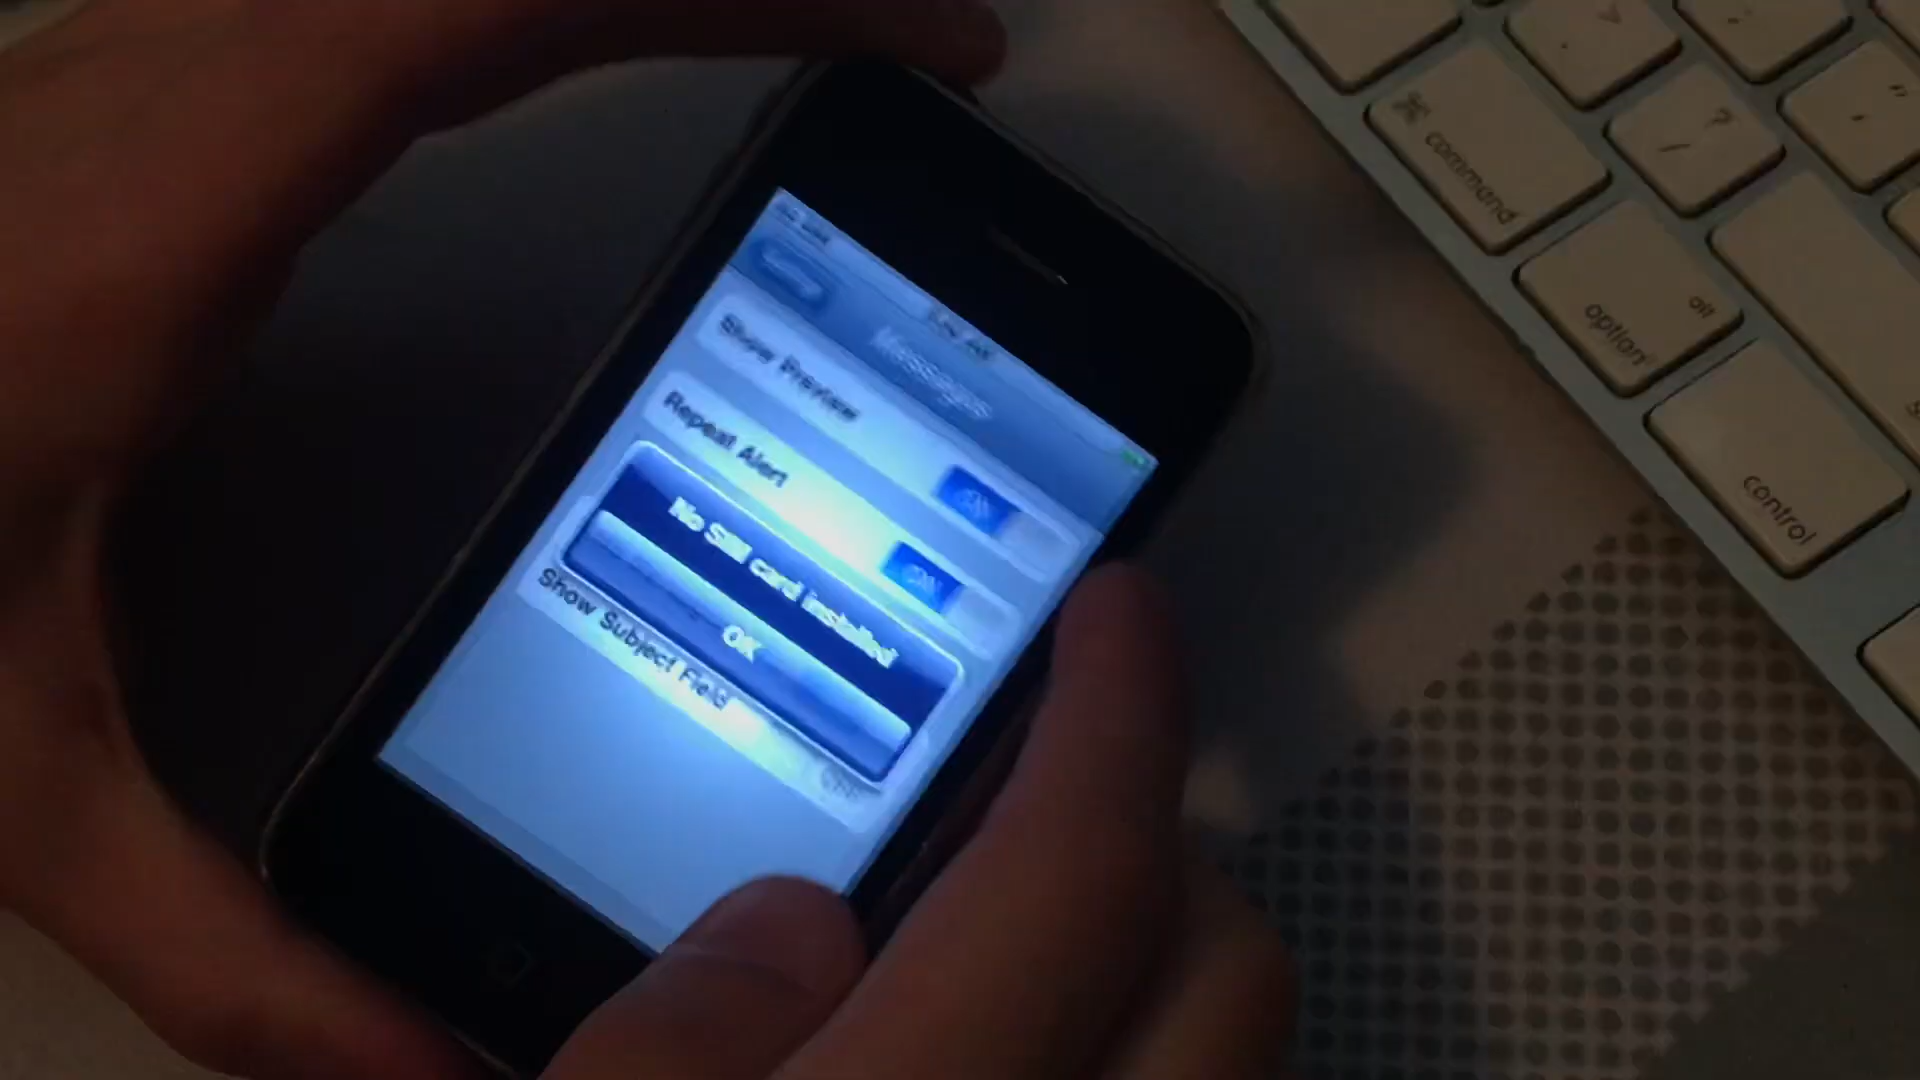 Messages
Show Preview
ON
Repeat Alert
ON
No SIM card installed
OK
Show Subject Field
OFF
command
?
/
"
'
alt
option
control